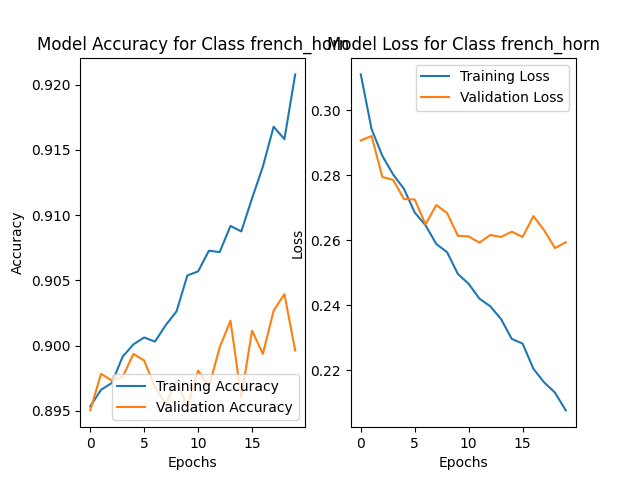 Model Accuracy for Class french_horn
0.920
0.915
0.910
0.905
0.900
0.895
Accuracy
Training Accuracy
Validation Accuracy
0 5 10 15
Epochs
Model Loss for Class french_horn
Training Loss
Validation Loss
0.30
0.28
0.26
0.24
0.22
Loss
0 5 10 15
Epochs